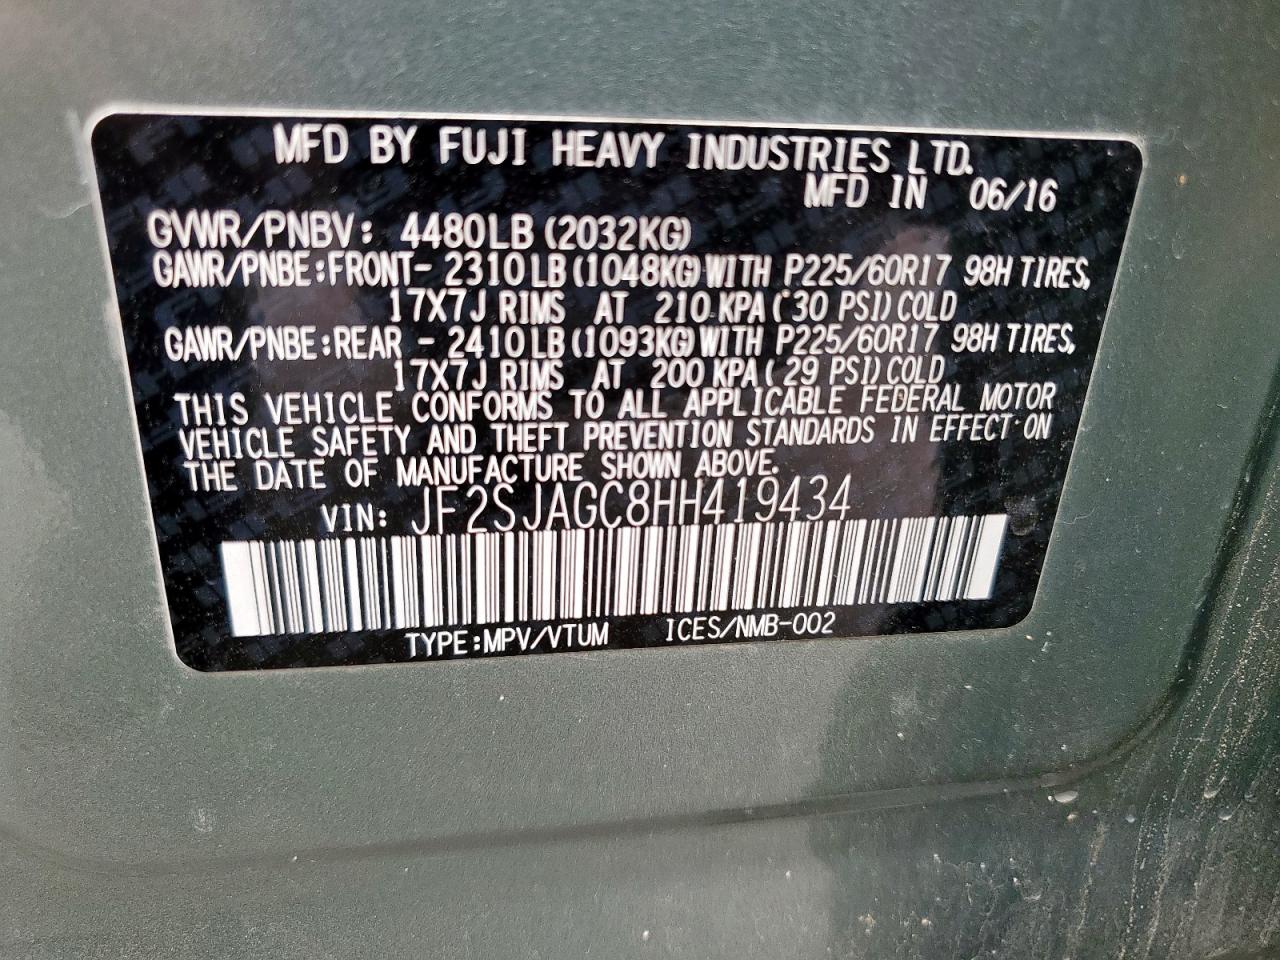 MFD BY FUJI HEAVY INDUSTRIES LTD.
MFD IN 06/16
GVWR/PNBV: 4480LB (2032KG)
GAWR/PNBE:FRONT- 2310LB(1048KG)WITH P225/60R17 98H TIRES,
17X7J RIMS AT 210 KPA( 30 PSI)COLD
GAWR/PNBE:REAR - 2410LB(1093KG)WITH P225/60R17 98H TIRES,
17X7J RIMS AT 200 KPA( 29 PSI)COLD
THIS VEHICLE CONFORMS TO ALL APPLICABLE FEDERAL MOTOR
VEHICLE SAFETY AND THEFT PREVENTION STANDARDS IN EFFECT ON
THE DATE OF MANUFACTURE SHOWN ABOVE.
VIN: JF2SJAGC8HH419434
TYPE:MPV/VTUM ICES/NMB-002